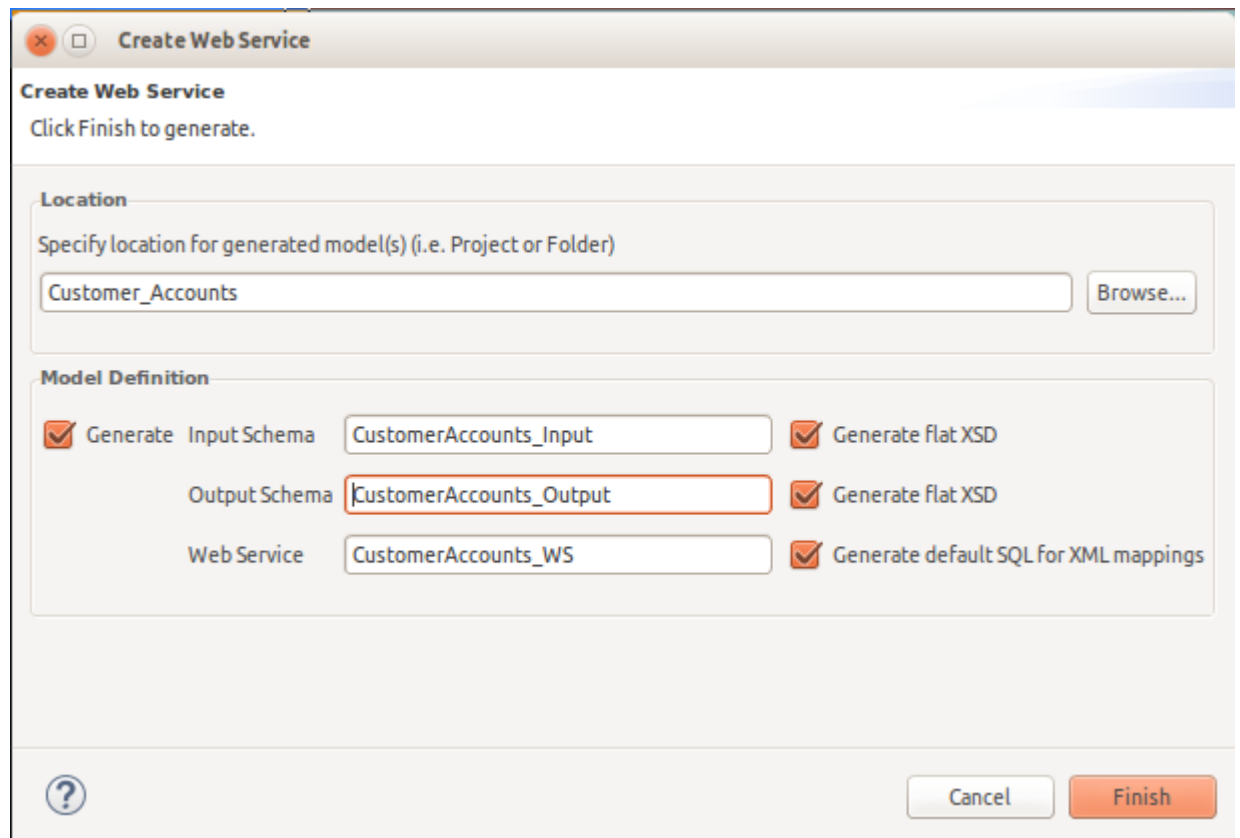 Create Web Service
Create Web Service
Click Finish to generate.
Location
Specify location for generated model(s) (i.e. Project or Folder)
Customer_Accounts Browse...
Model Definition
Generate Input Schema CustomerAccounts_Input Generate flat XSD
Output Schema CustomerAccounts_Output Generate flat XSD
Web Service CustomerAccounts_WS Generate default SQL for XML mappings
? Cancel Finish